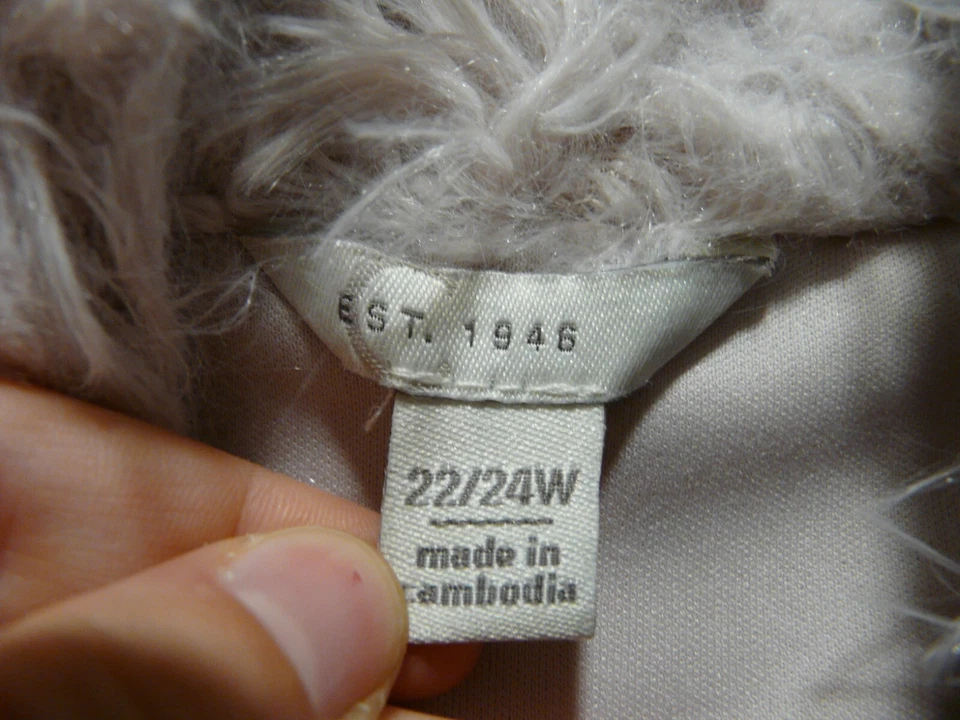 EST. 1946
22/24W
made in
cambodia